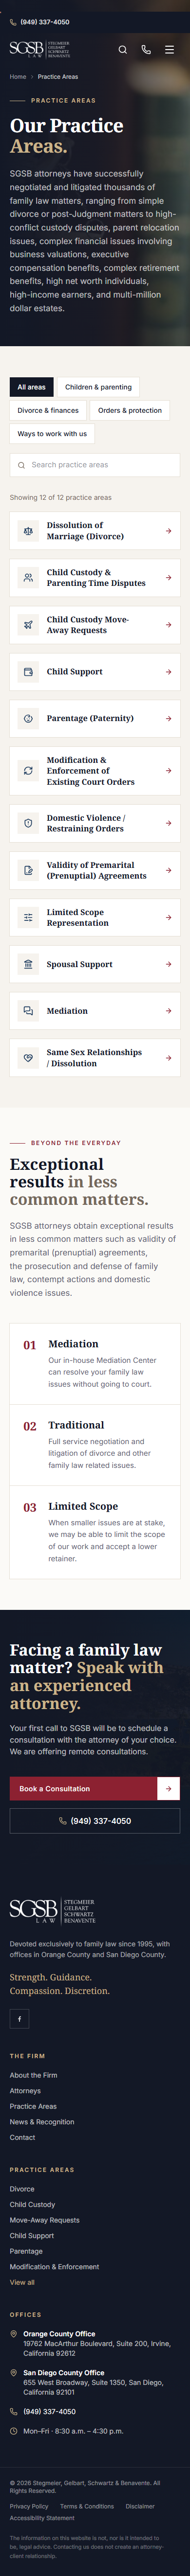 (949) 337-4050
SGSB STEGMEIER GELBART SCHWARTZ BENAVENTE
Home Practice Areas
PRACTICE AREAS
Our Practice
Areas.
SGSB attorneys have successfully
negotiated and litigated thousands of
family law matters, ranging from simple
divorce or post-Judgment matters to high-
conflict custody disputes, parent relocation
issues, complex financial issues involving
business valuations, executive
compensation benefits, complex retirement
benefits, high net worth individuals,
high-income earners, and multi-million
dollar estates.
All areas
Children & parenting
Divorce & finances
Orders & protection
Ways to work with us
Search practice areas
Showing 12 of 12 practice areas
Dissolution of
Marriage (Divorce)
Child Custody &
Parenting Time Disputes
Child Custody Move-
Away Requests
Child Support
Parentage (Paternity)
Modification &
Enforcement of
Existing Court Orders
Domestic Violence /
Restraining Orders
Validity of Premarital
(Prenuptial) Agreements
Limited Scope
Representation
Spousal Support
Mediation
Same Sex Relationships
/ Dissolution
BEYOND THE EVERYDAY
Exceptional
results in less
common matters.
SGSB attorneys obtain exceptional results
in less common matters such as validity of
premarital (prenuptial) agreements,
the prosecution and defense of family
law, contempt actions and domestic
violence issues.
01 Mediation
Our in-house Mediation Center
can resolve your family law
issues without going to court.
02 Traditional
Full service negotiation and
litigation of divorce and other
family law related issues.
03 Limited Scope
When smaller issues are at stake,
we may be able to limit the scope
of our work and accept a lower
retainer.
Facing a family law
matter? Speak with
an experienced
attorney.
Your first call to SGSB will be to schedule a
consultation with the attorney of your choice.
We are offering remote consultations.
Book a Consultation
(949) 337-4050
SGSB STEGMEIER GELBART SCHWARTZ BENAVENTE
Devoted exclusively to family law since 1995, with
offices in Orange County and San Diego County.
Strength. Guidance.
Compassion. Discretion.
THE FIRM
About the Firm
Attorneys
Practice Areas
News & Recognition
Contact
PRACTICE AREAS
Divorce
Child Custody
Move-Away Requests
Child Support
Parentage
Modification & Enforcement
View all
OFFICES
Orange County Office
19762 MacArthur Boulevard, Suite 200, Irvine,
California 92612
San Diego County Office
655 West Broadway, Suite 1350, San Diego,
California 92101
(949) 337-4050
Mon–Fri · 8:30 a.m. – 4:30 p.m.
© 2026 Stegmeier, Gelbart, Schwartz & Benavente. All
Rights Reserved.
Privacy Policy Terms & Conditions Disclaimer
Accessibility Statement
The information on this website is not, nor is it intended to
be, legal advice. Contacting us does not create an attorney-
client relationship.